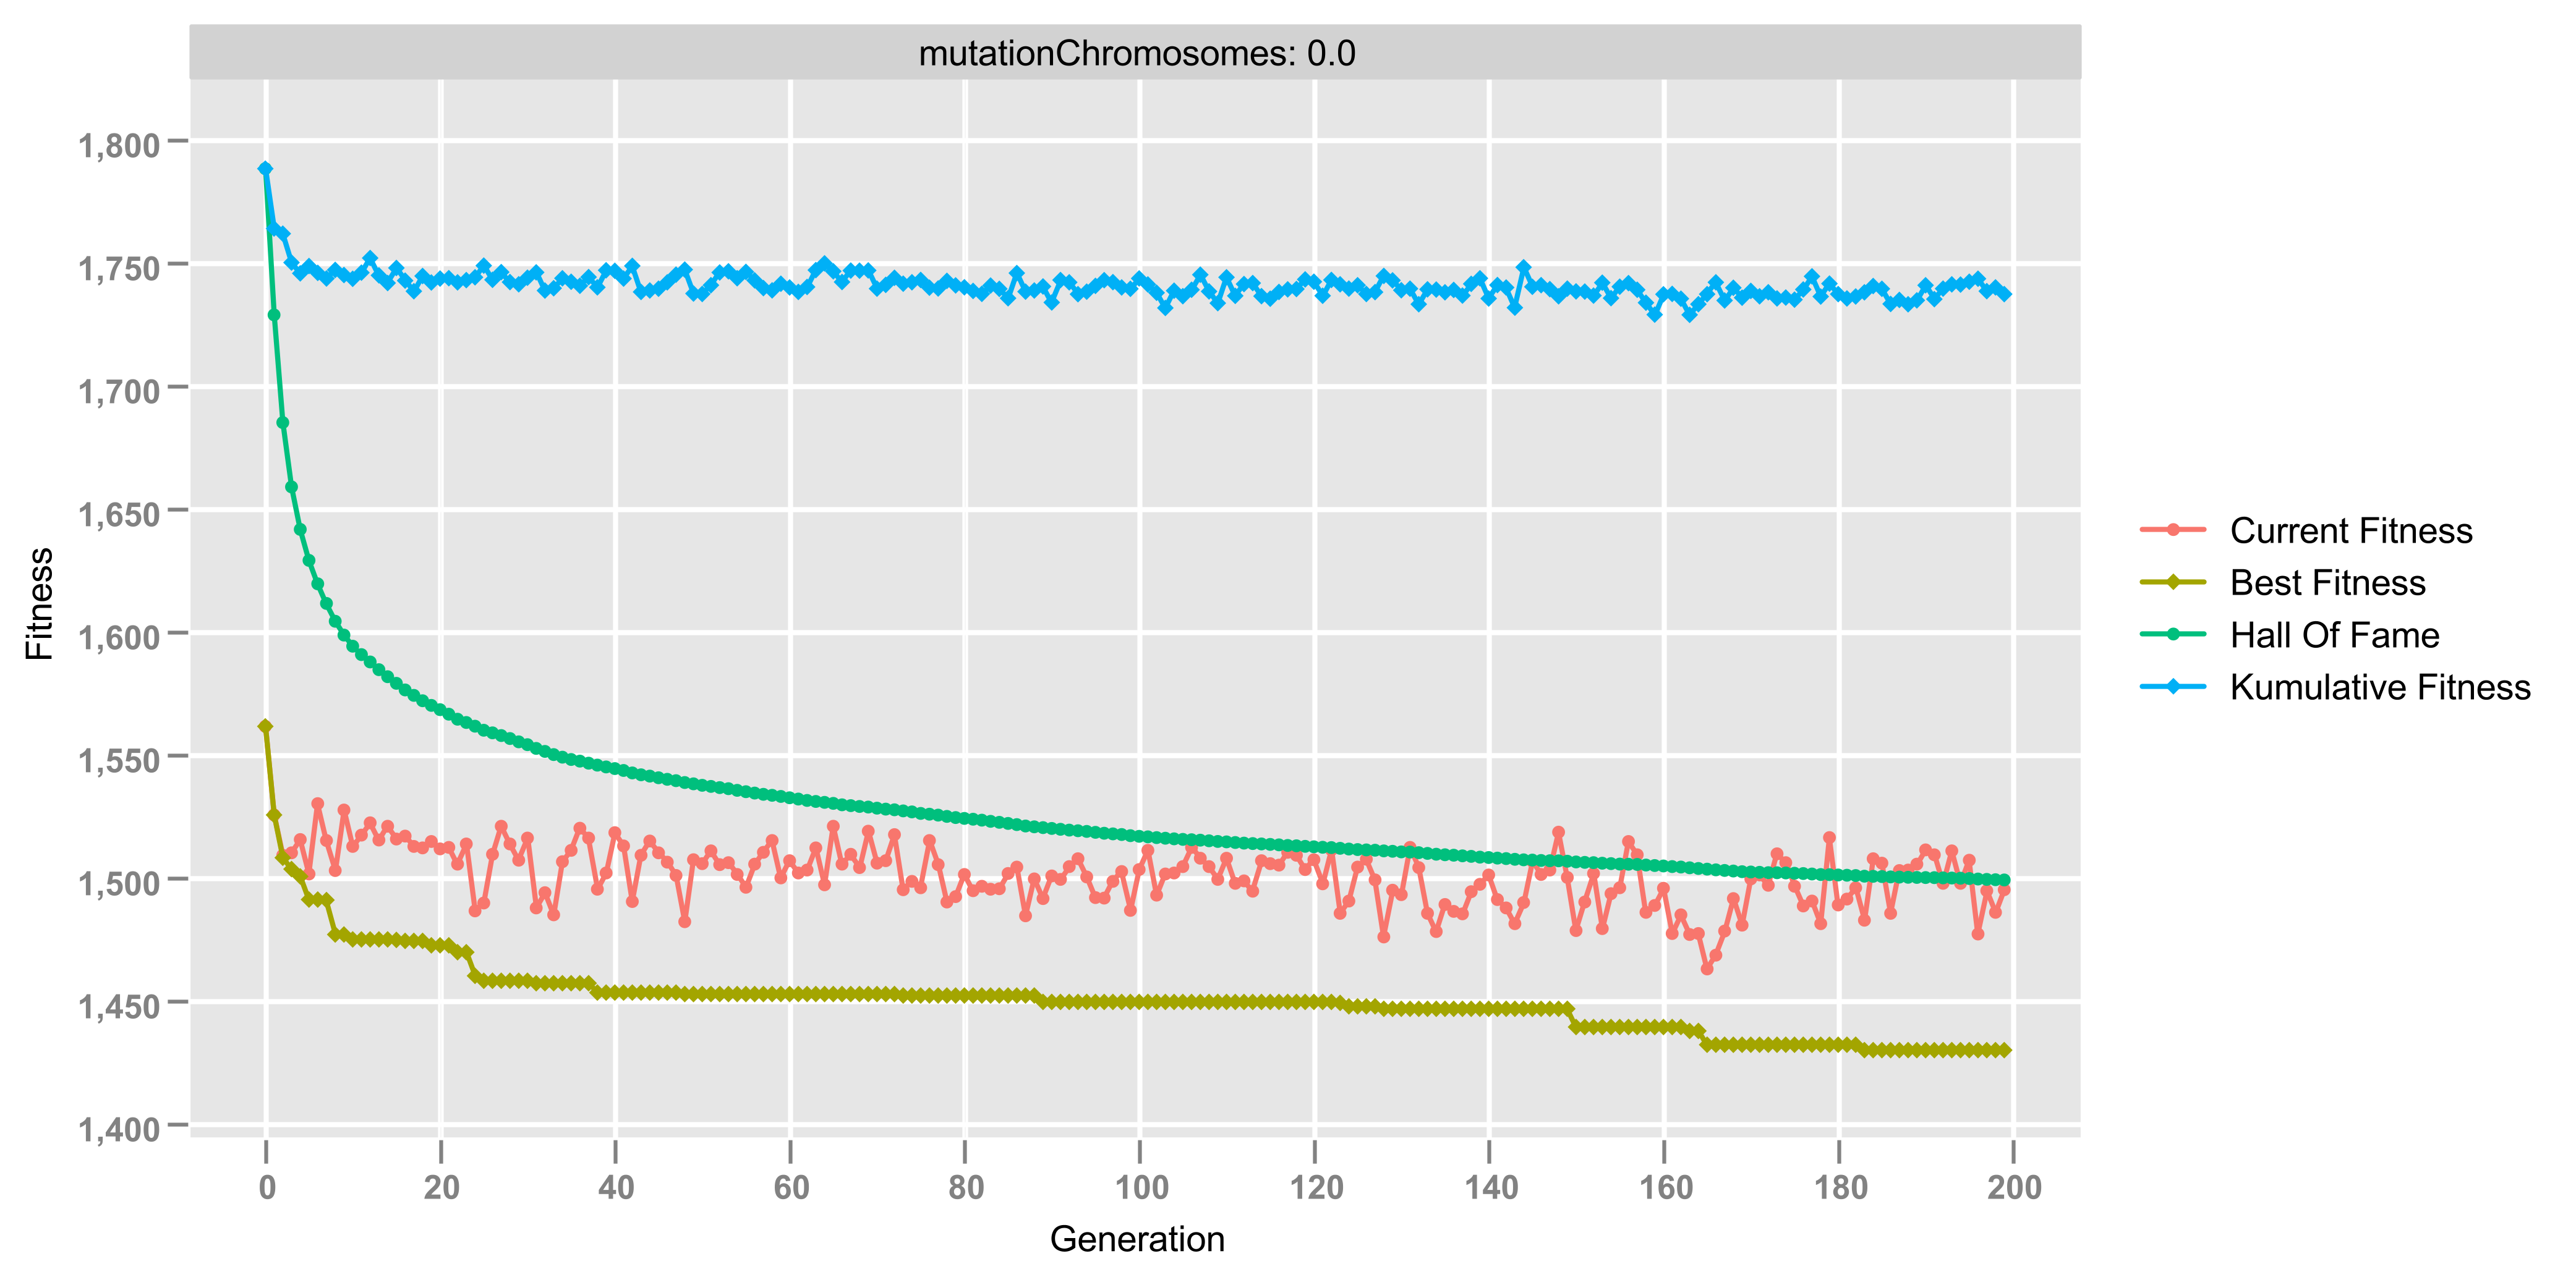 mutationChromosomes: 0.0
1,800
1,750
1,700
1,650
1,600
1,550
1,500
1,450
1,400
Fitness
0 20 40 60 80 100 120 140 160 180 200
Generation
Current Fitness
Best Fitness
Hall Of Fame
Kumulative Fitness